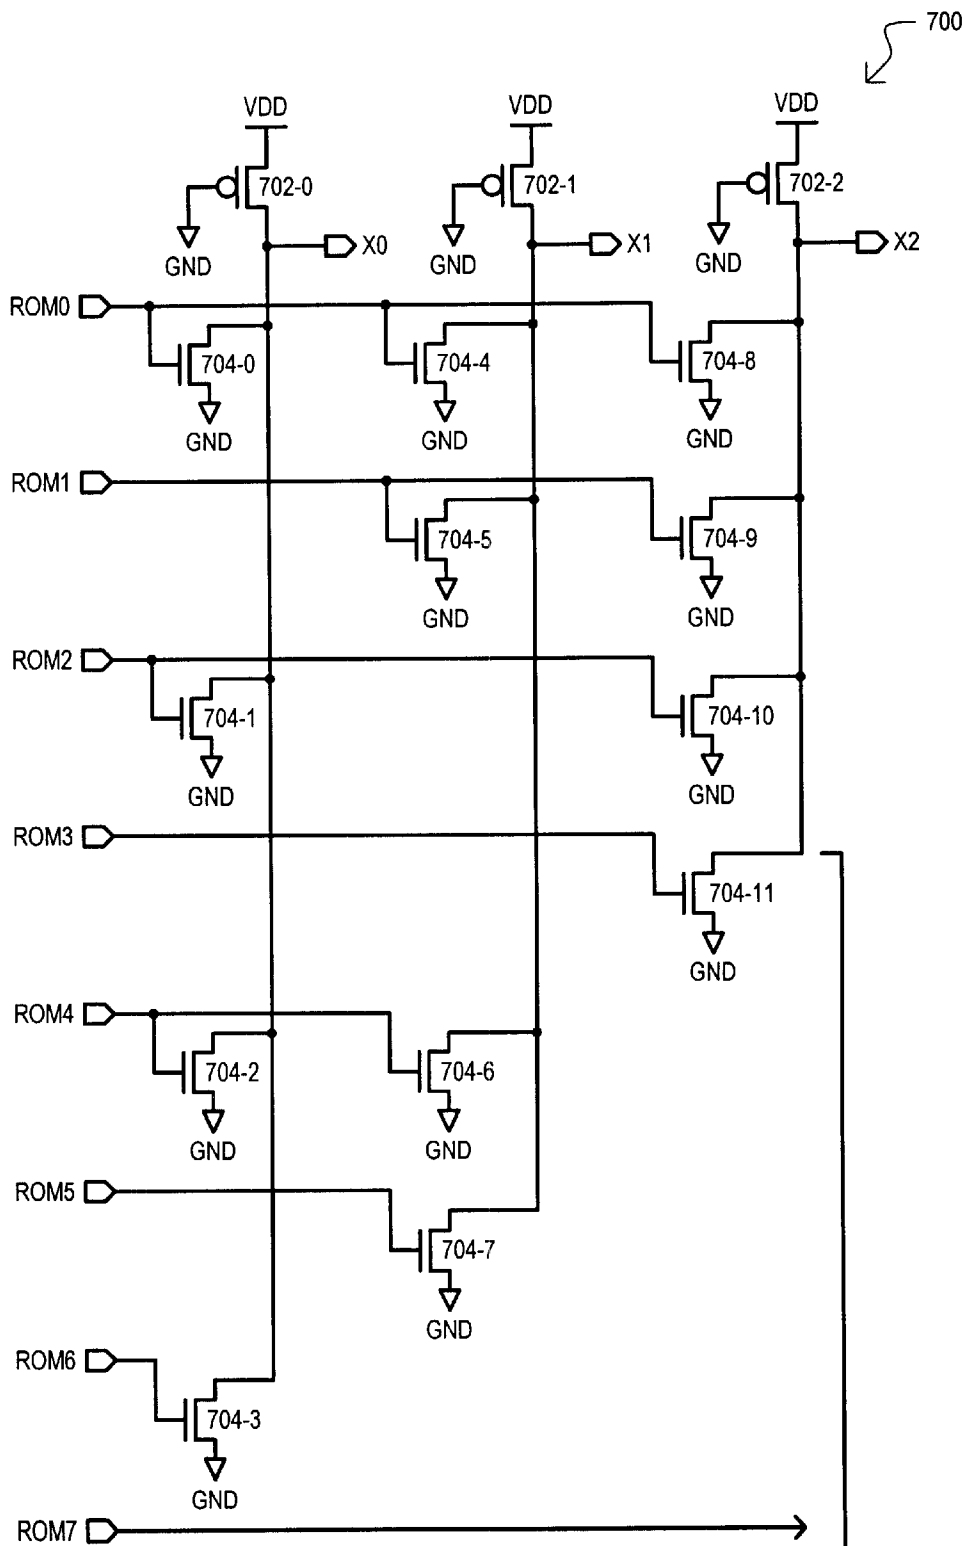 700
VDD VDD VDD
702-0 702-1 702-2
X0 X1 X2
GND GND GND
ROM0
704-0 704-4 704-8
GND GND GND
ROM1
704-5 704-9
GND GND
ROM2
704-1 704-10
GND GND
ROM3
704-11
GND
ROM4
704-2 704-6
GND GND
ROM5
704-7
GND
ROM6
704-3
GND
ROM7